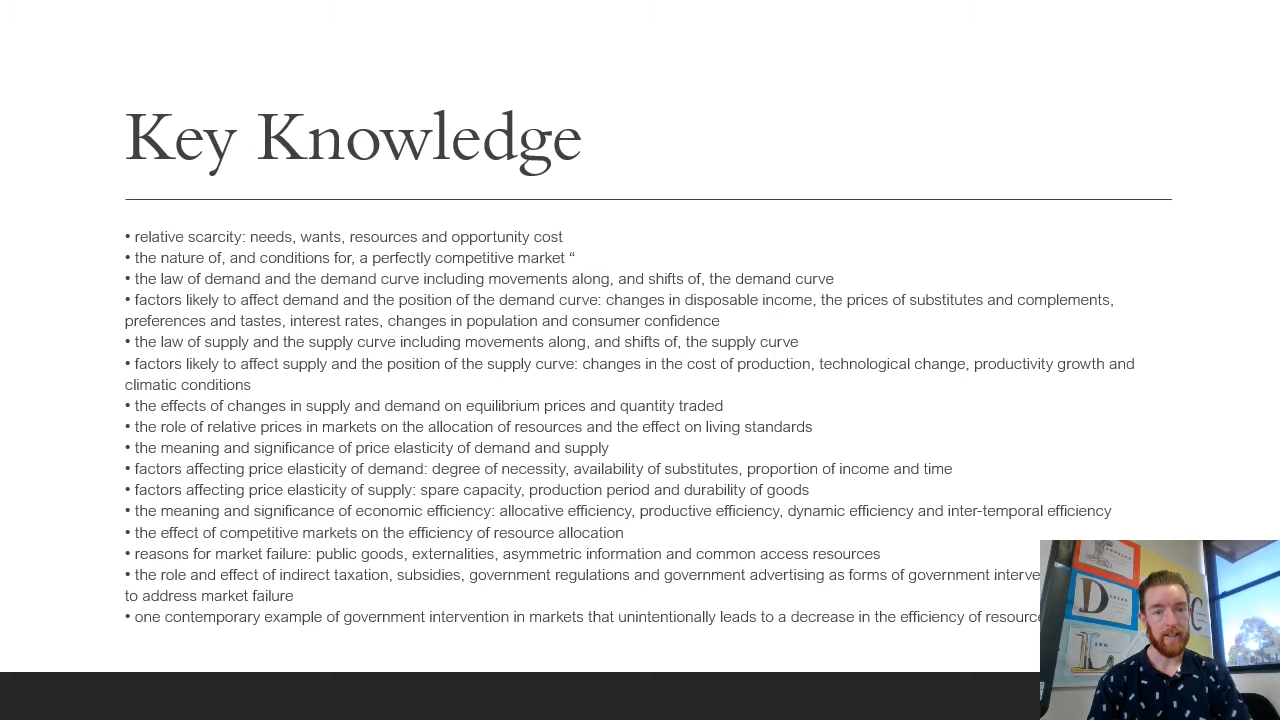 Key Knowledge
• relative scarcity: needs, wants, resources and opportunity cost
• the nature of, and conditions for, a perfectly competitive market “
• the law of demand and the demand curve including movements along, and shifts of, the demand curve
• factors likely to affect demand and the position of the demand curve: changes in disposable income, the prices of substitutes and complements,
preferences and tastes, interest rates, changes in population and consumer confidence
• the law of supply and the supply curve including movements along, and shifts of, the supply curve
• factors likely to affect supply and the position of the supply curve: changes in the cost of production, technological change, productivity growth and
climatic conditions
• the effects of changes in supply and demand on equilibrium prices and quantity traded
• the role of relative prices in markets on the allocation of resources and the effect on living standards
• the meaning and significance of price elasticity of demand and supply
• factors affecting price elasticity of demand: degree of necessity, availability of substitutes, proportion of income and time
• factors affecting price elasticity of supply: spare capacity, production period and durability of goods
• the meaning and significance of economic efficiency: allocative efficiency, productive efficiency, dynamic efficiency and inter-temporal efficiency
• the effect of competitive markets on the efficiency of resource allocation
• reasons for market failure: public goods, externalities, asymmetric information and common access resources
• the role and effect of indirect taxation, subsidies, government regulations and government advertising as forms of government interve
to address market failure
• one contemporary example of government intervention in markets that unintentionally leads to a decrease in the efficiency of resource
D
C
L